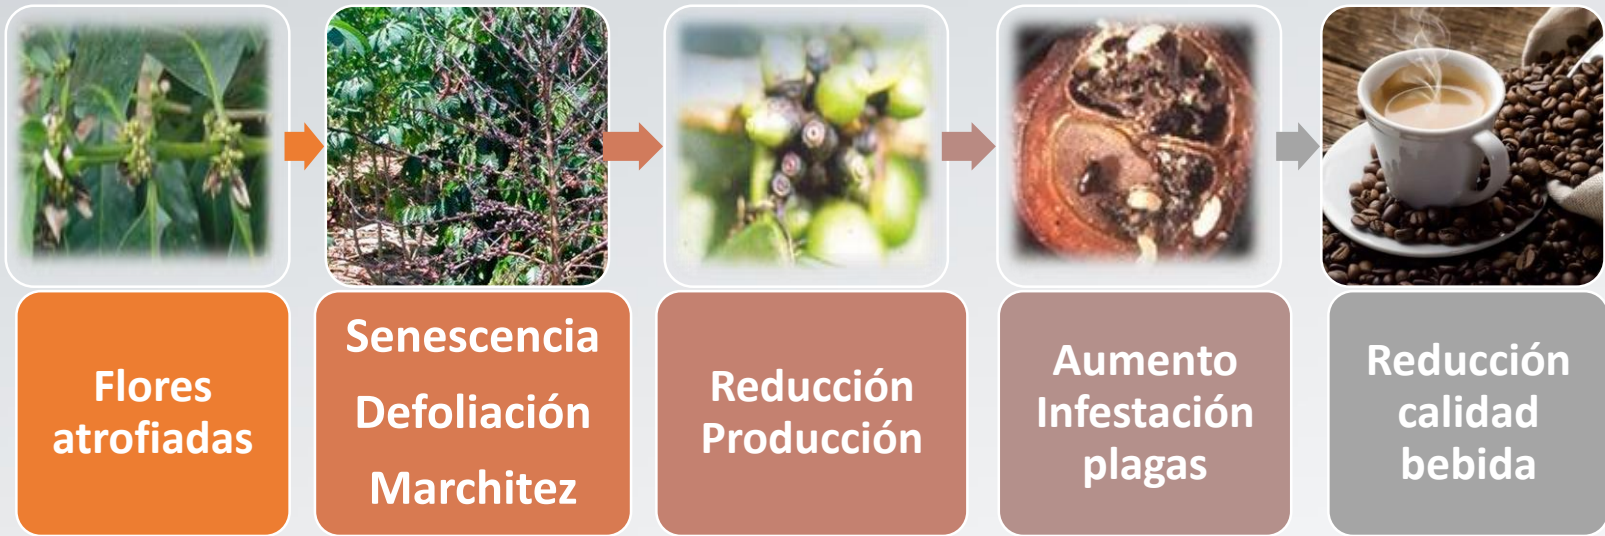 Flores
atrofiadas
Senescencia
Defoliación
Marchitez
Reducción
Producción
Aumento
Infestación
plagas
Reducción
calidad
bebida